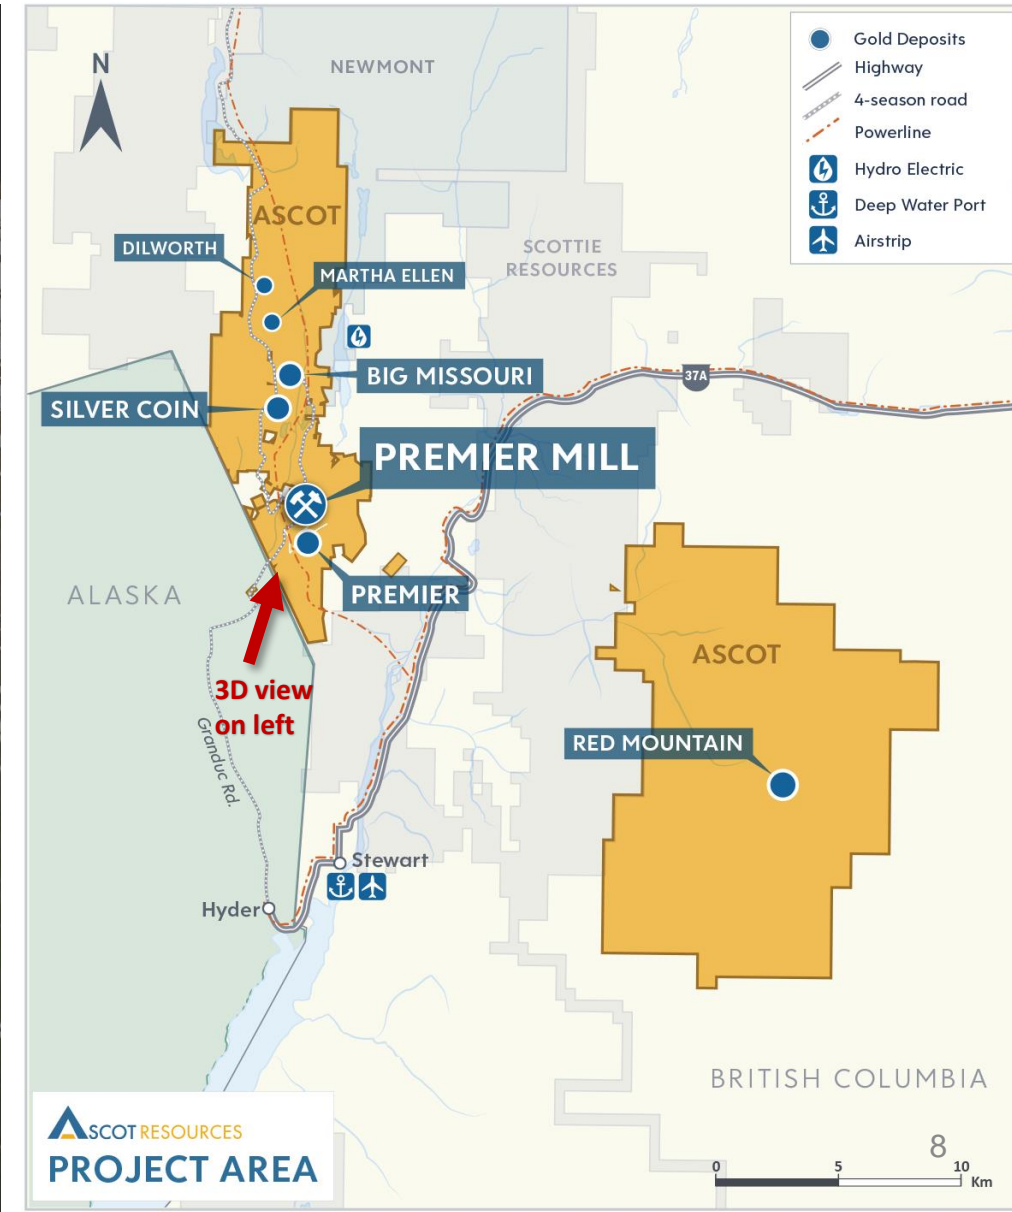 N
NEWMONT
Gold Deposits
Highway
4-season road
Powerline
Hydro Electric
Deep Water Port
Airstrip
ASCOT
DILWORTH
MARTHA ELLEN
SCOTTIE
RESOURCES
BIG MISSOURI
37A
SILVER COIN
PREMIER MILL
ALASKA
PREMIER
3D view
on left
ASCOT
RED MOUNTAIN
Granduc Rd.
Stewart
Hyder
BRITISH COLUMBIA
ASCOT RESOURCES
PROJECT AREA
8
0 5 10
Km